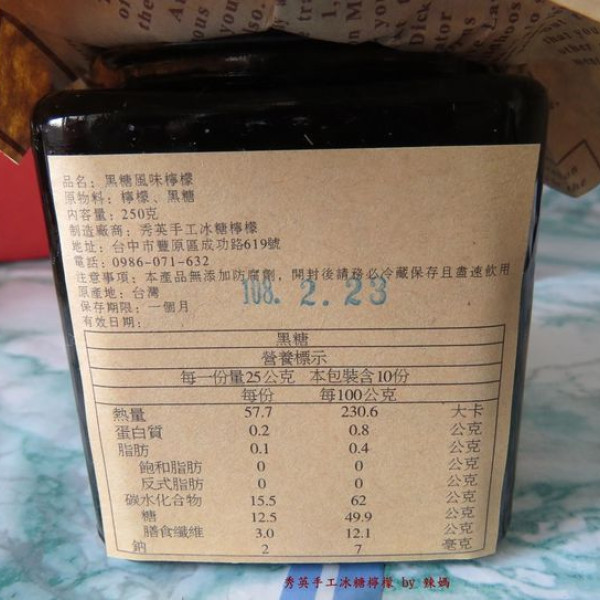 品名：黑糖風味檸檬
原物料：檸檬、黑糖
內容量：250克
制造廠商：秀英手工冰糖檸檬
地址：台中市豐原區成功路619號
電話：0986-071-632
注意事項：本產品無添加防腐劑，開封後請務必冷藏保存且盡速飲用
原產地：台灣
保存期限：一個月
有效日期：
108. 2. 23
黑糖
營養標示
每一份量25公克 本包裝含10份
每份 每100公克
熱量 57.7 230.6 大卡
蛋白質 0.2 0.8 公克
脂肪 0.1 0.4 公克
飽和脂肪 0 0 公克
反式脂肪 0 0 公克
碳水化合物 15.5 62 公克
糖 12.5 49.9 公克
膳食纖維 3.0 12.1 公克
鈉 2 7 毫克
秀英手工冰糖檸檬 by 辣媽